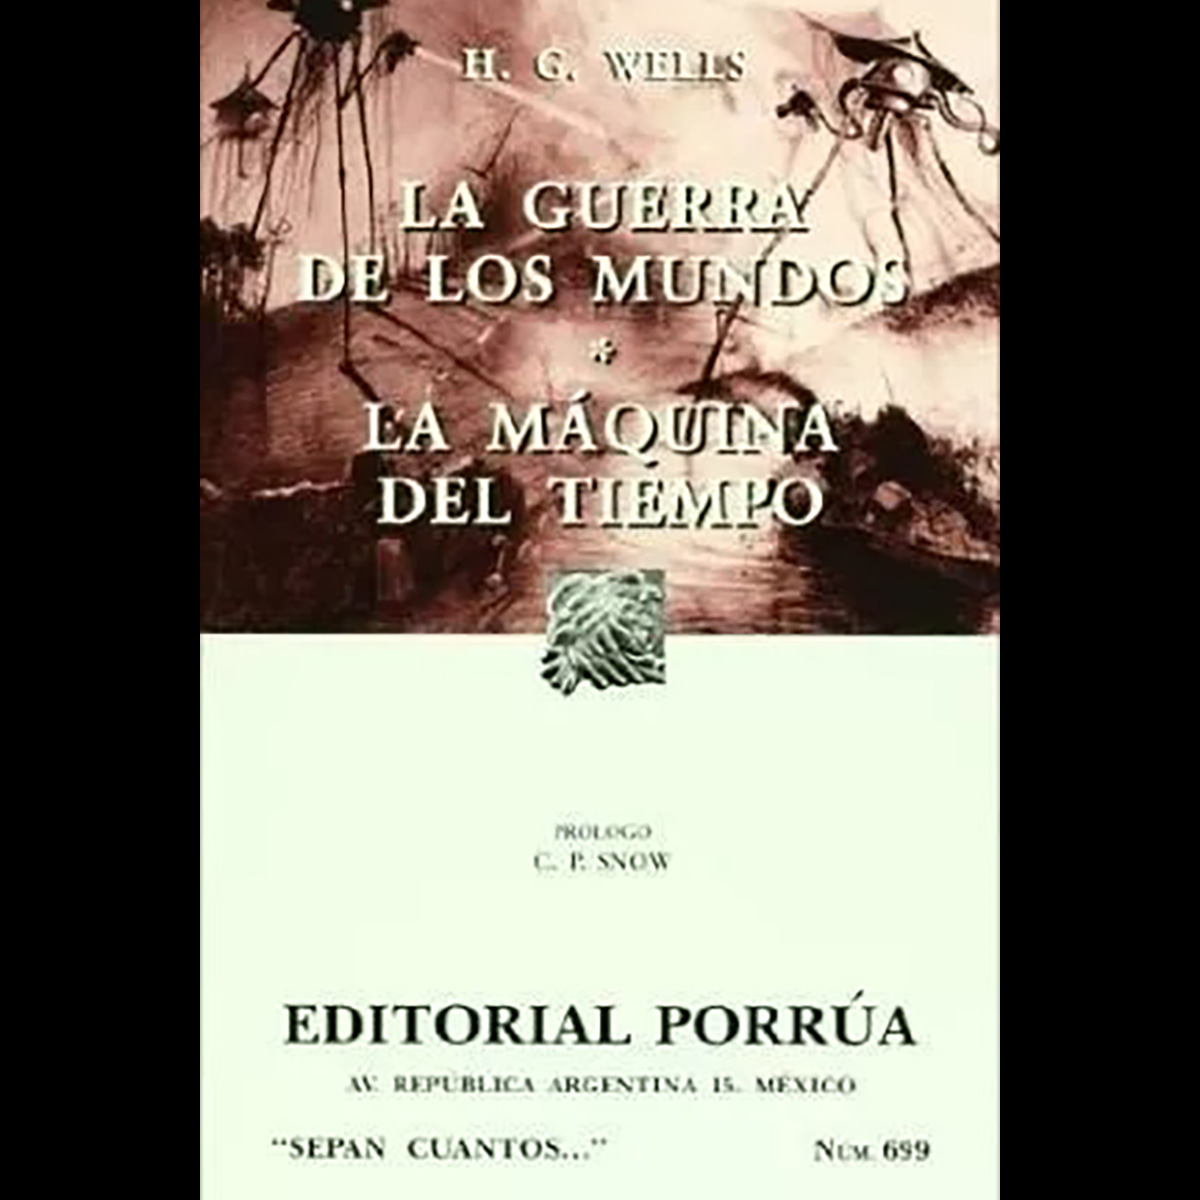 H. G. WELLS
LA GUERRA
DE LOS MUNDOS
*
LA MÁQUINA
DEL TIEMPO
PRÓLOGO
C. P. SNOW
EDITORIAL PORRÚA
AV. REPÚBLICA ARGENTINA 15. MÉXICO
"SEPAN CUANTOS..."
NÚM. 699